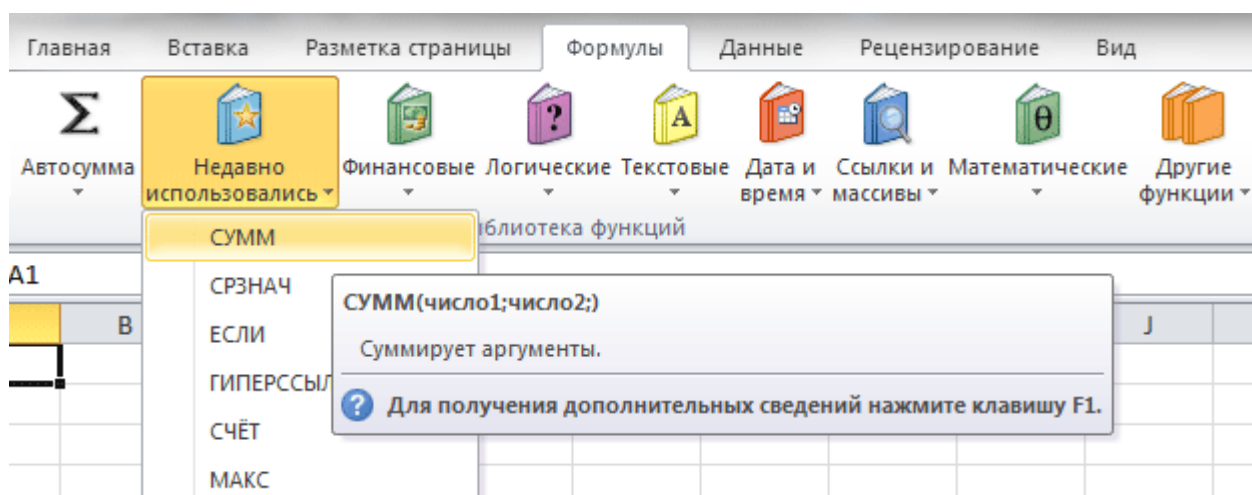 Главная Вставка Разметка страницы Формулы Данные Рецензирование Вид
Σ ? A θ
Автосумма Недавно использовались Финансовые Логические Текстовые Дата и время Ссылки и массивы Математические Другие функции
иблиотека функций
СУММ
A1
СРЗНАЧ
СУММ(число1;число2;)
B J
ЕСЛИ
Суммирует аргументы.
ГИПЕРССЫЛ
? Для получения дополнительных сведений нажмите клавишу F1.
СЧЁТ
МАКС